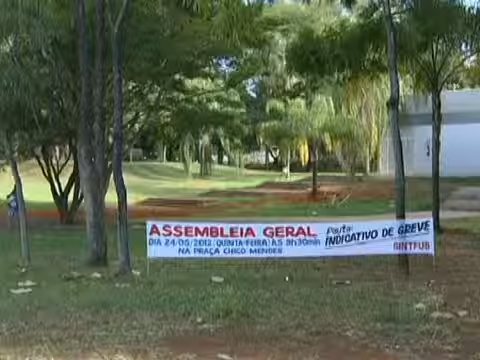 ASSEMBLEIA GERAL
DIA 24/05/2012 (QUINTA-FEIRA) ÀS 9h30min
NA PRAÇA CHICO MENDES
Pauta:
INDICATIVO DE GREVE
SINTFUB